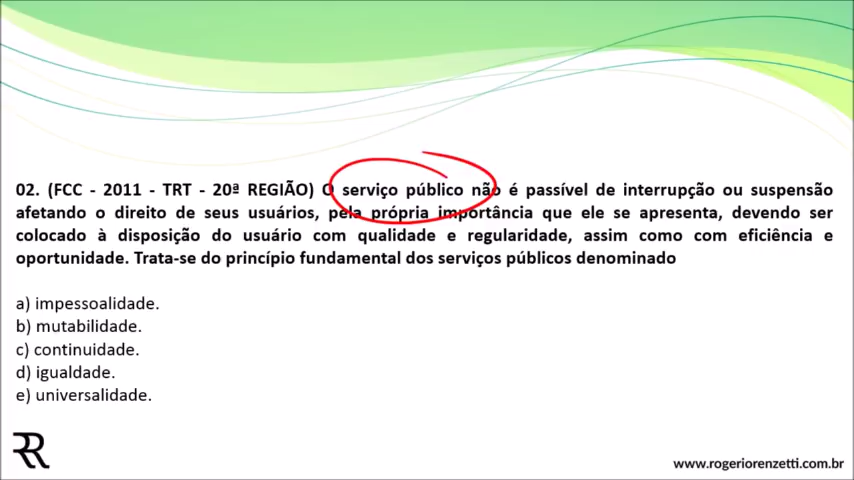 02. (FCC - 2011 - TRT - 20ª REGIÃO) O serviço público não é passível de interrupção ou suspensão
afetando o direito de seus usuários, pela própria importância que ele se apresenta, devendo ser
colocado à disposição do usuário com qualidade e regularidade, assim como com eficiência e
oportunidade. Trata-se do princípio fundamental dos serviços públicos denominado
a) impessoalidade.
b) mutabilidade.
c) continuidade.
d) igualdade.
e) universalidade.
www.rogeriorenzetti.com.br